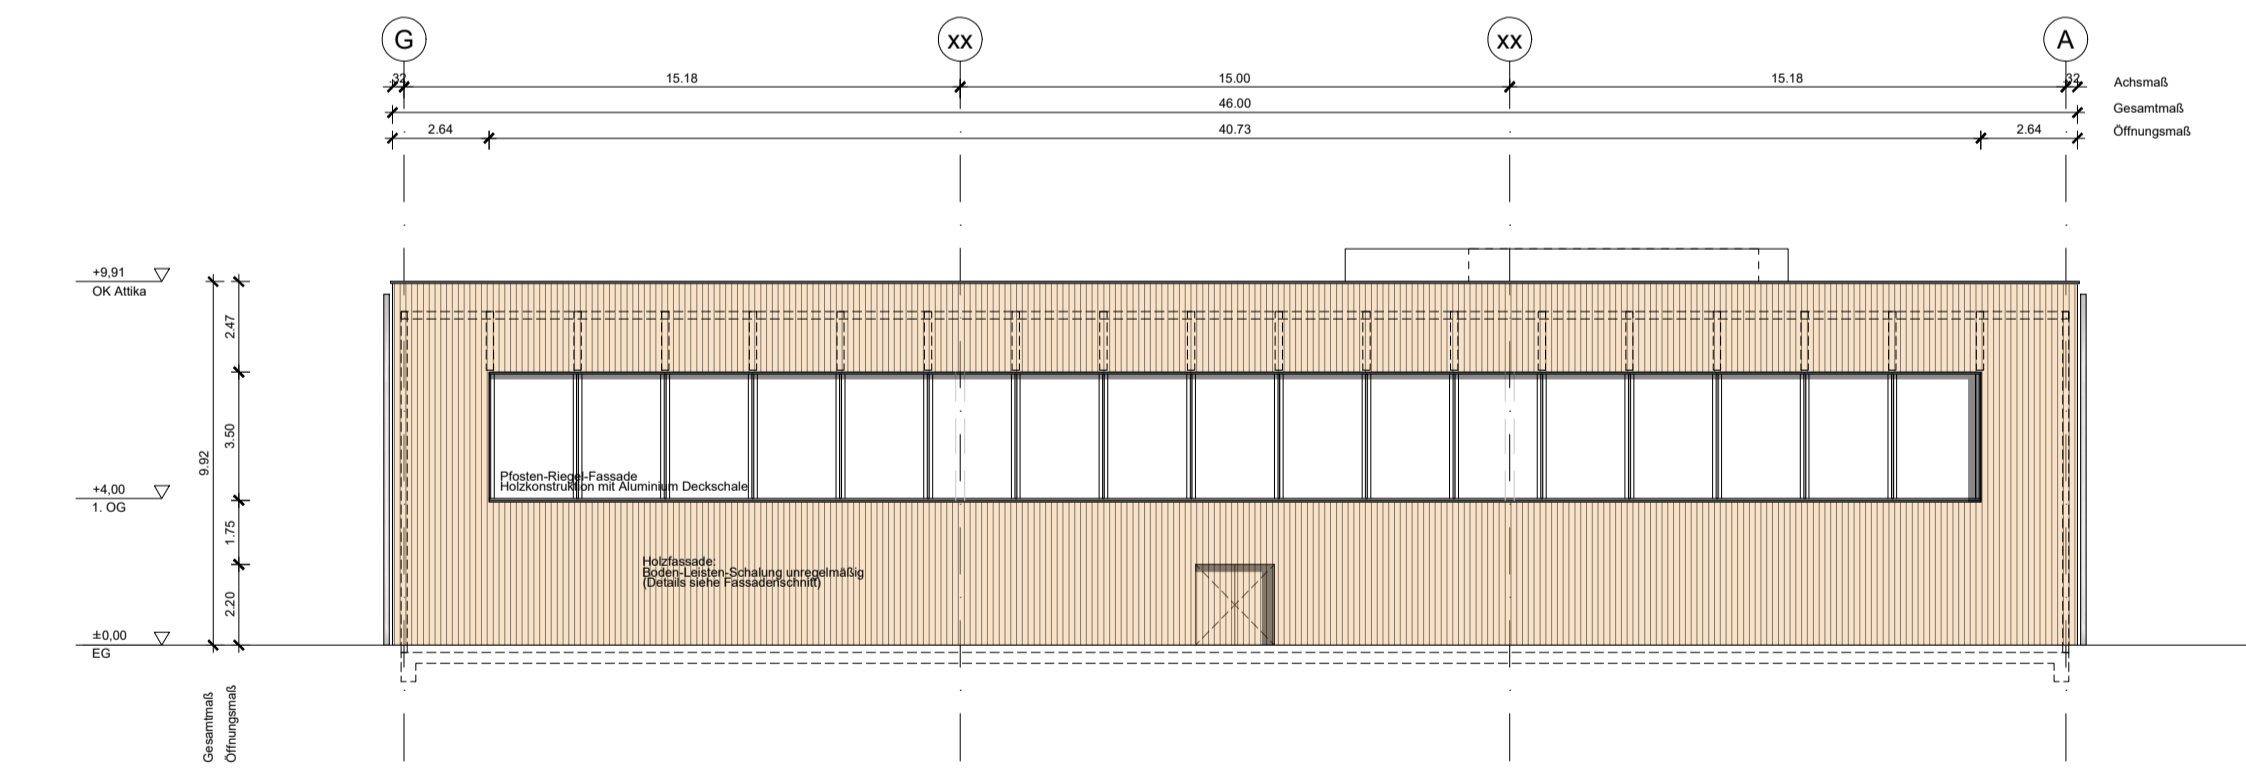 G
xx
xx
A
32
15.18
15.00
15.18
32
Achsmaß
46.00
Gesamtmaß
2.64
40.73
2.64
Öffnungsmaß
+9,91
OK Attika
2.47
3.50
9.92
+4,00
1. OG
1.75
2.20
±0,00
EG
Pfosten-Riegel-Fassade
Holzkonstruktion mit Aluminium Deckschale
Holzfassade:
Boden-Leisten-Schalung unregelmäßig
(Details siehe Fassadenschnitt)
Gesamtmaß
Öffnungsmaß